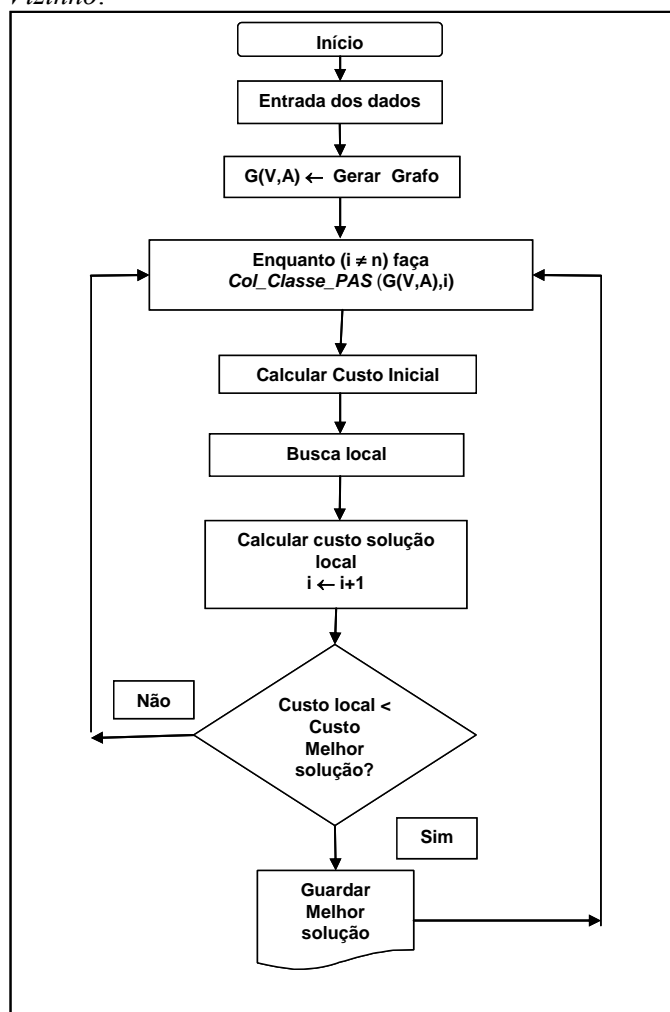 Vizinho.
Início
Entrada dos dados
G(V,A) ← Gerar Grafo
Enquanto (i ≠ n) faça
Col_Classe_PAS (G(V,A),i)
Calcular Custo Inicial
Busca local
Calcular custo solução
local
i ← i+1
Não
Custo local <
Custo
Melhor
solução?
Sim
Guardar
Melhor
solução